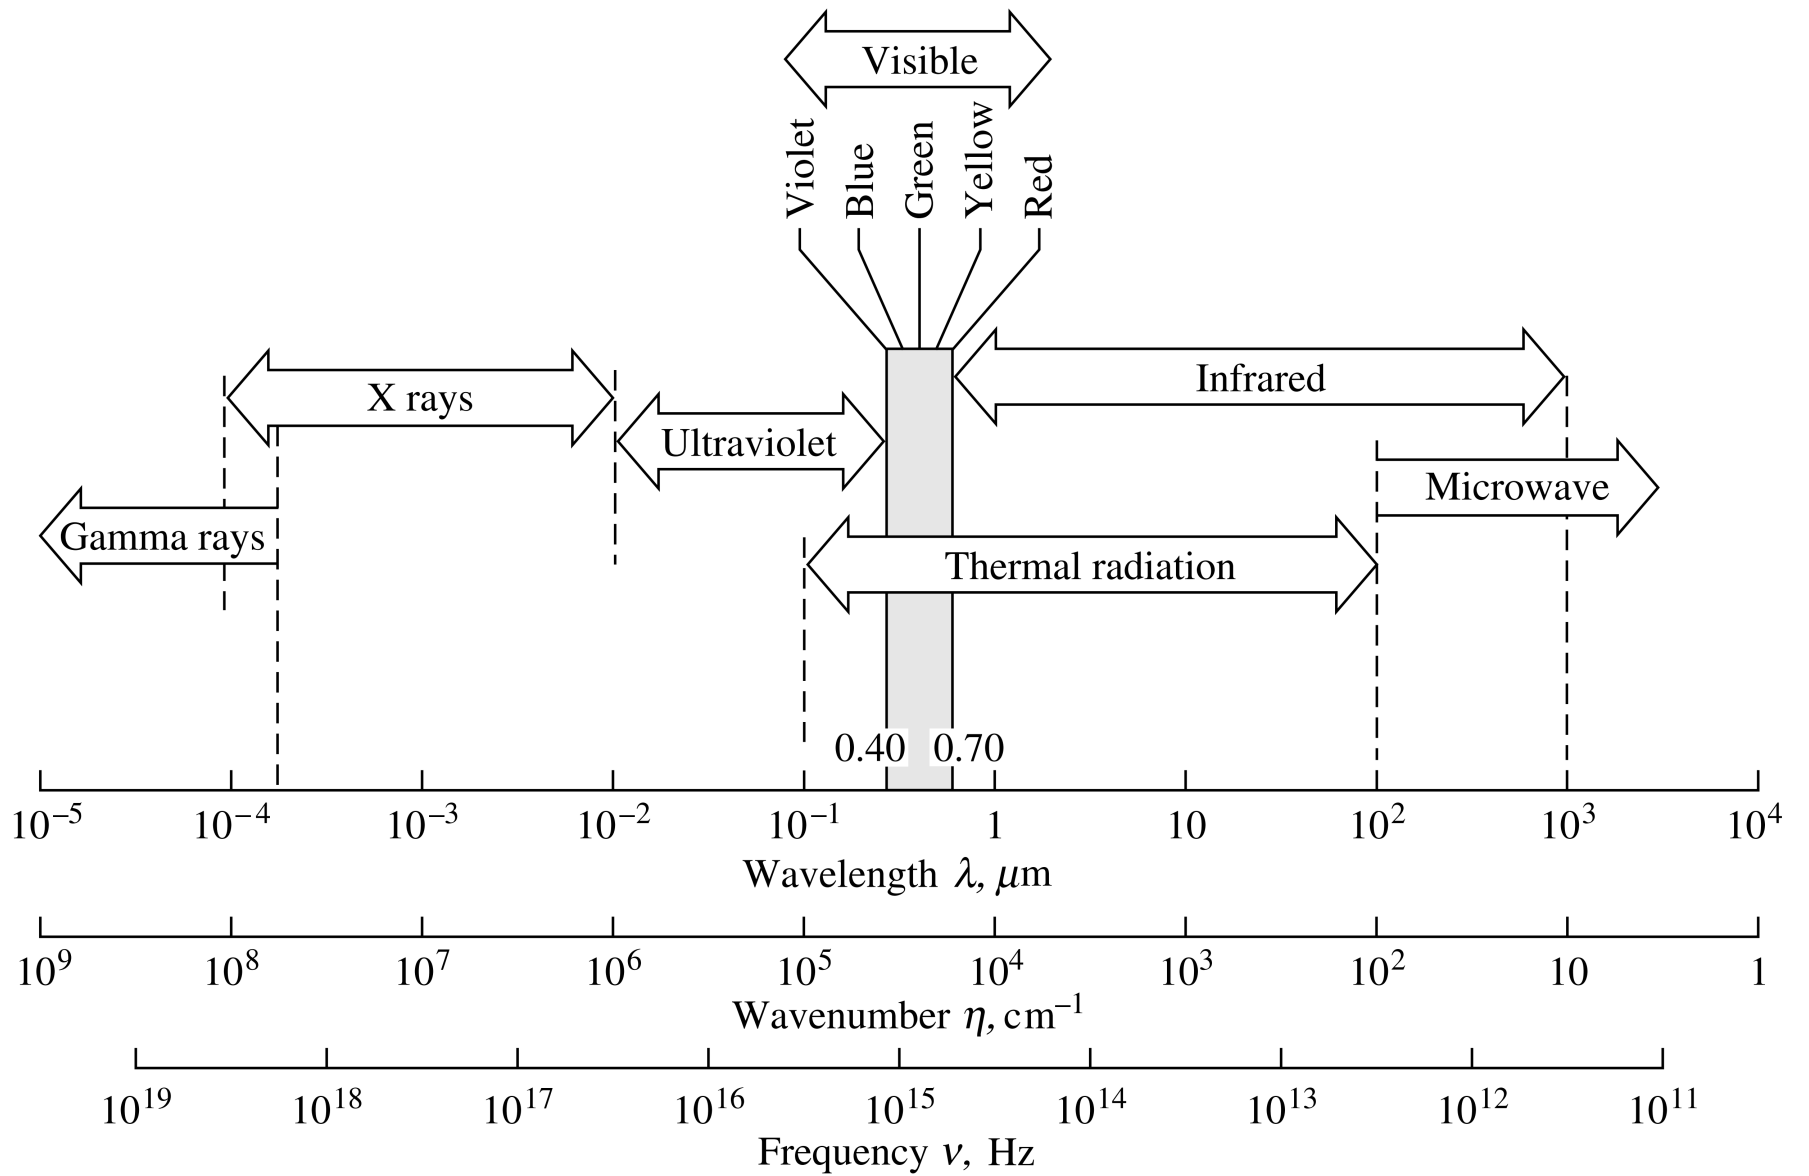 Visible
Violet
Blue
Green
Yellow
Red
X rays
Infrared
Ultraviolet
Microwave
Gamma rays
Thermal radiation
0.40 0.70
10⁻⁵ 10⁻⁴ 10⁻³ 10⁻² 10⁻¹ 1 10 10² 10³ 10⁴
Wavelength λ, μm
10⁹ 10⁸ 10⁷ 10⁶ 10⁵ 10⁴ 10³ 10² 10 1
Wavenumber η, cm⁻¹
10¹⁹ 10¹⁸ 10¹⁷ 10¹⁶ 10¹⁵ 10¹⁴ 10¹³ 10¹² 10¹¹
Frequency ν, Hz